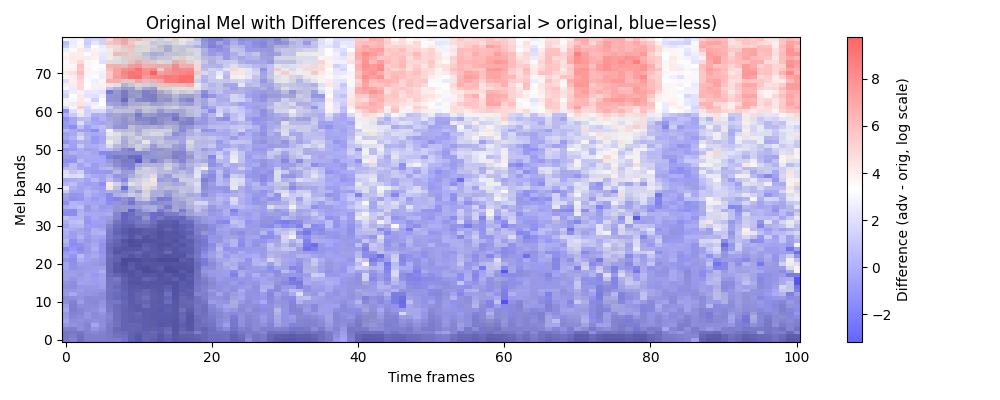 Original Mel with Differences (red=adversarial > original, blue=less)
Mel bands
70
60
50
40
30
20
10
0
0 20 40 60 80 100
Time frames
8
6
4
2
0
−2
Difference (adv - orig, log scale)